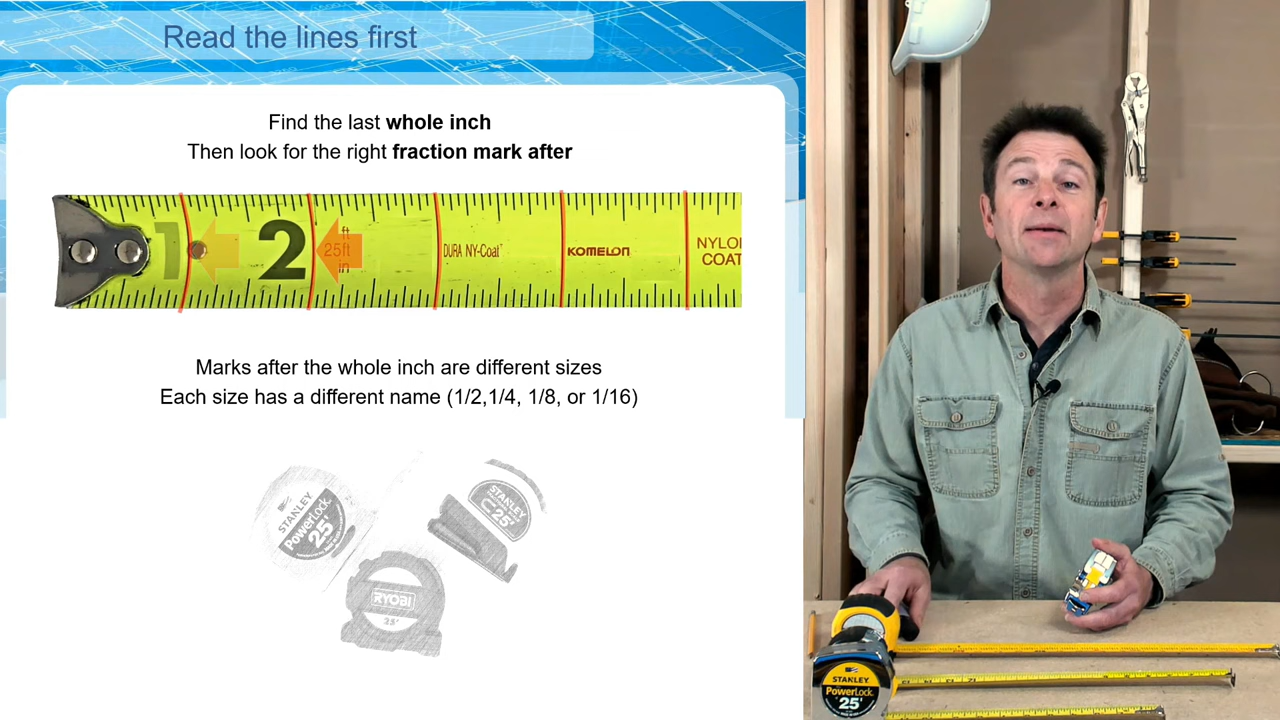 Read the lines first
Find the last whole inch
Then look for the right fraction mark after
1
2
ft
25ft
in
DURA NY-Coat
KOMELON
NYLO
COAT
Marks after the whole inch are different sizes
Each size has a different name (1/2,1/4, 1/8, or 1/16)
STANLEY
PowerLock
25'
STANLEY
25'
RYOBI
25'
STANLEY
PowerLock
25'